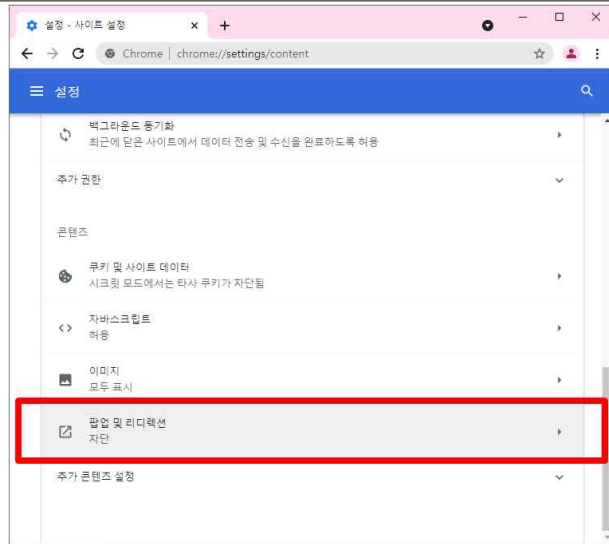 설정 - 사이트 설정
Chrome | chrome://settings/content
설정
백그라운드 동기화
최근에 닫은 사이트에서 데이터 전송 및 수신을 완료하도록 허용
추가 권한
콘텐츠
쿠키 및 사이트 데이터
시크릿 모드에서는 타사 쿠키가 차단됨
자바스크립트
허용
이미지
모두 표시
팝업 및 리디렉션
차단
추가 콘텐츠 설정